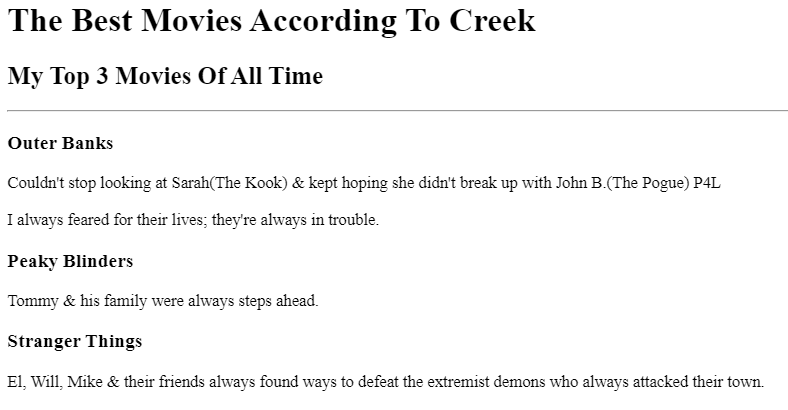 The Best Movies According To Creek
My Top 3 Movies Of All Time
Outer Banks
Couldn't stop looking at Sarah(The Kook) & kept hoping she didn't break up with John B.(The Pogue) P4L
I always feared for their lives; they're always in trouble.
Peaky Blinders
Tommy & his family were always steps ahead.
Stranger Things
El, Will, Mike & their friends always found ways to defeat the extremist demons who always attacked their town.